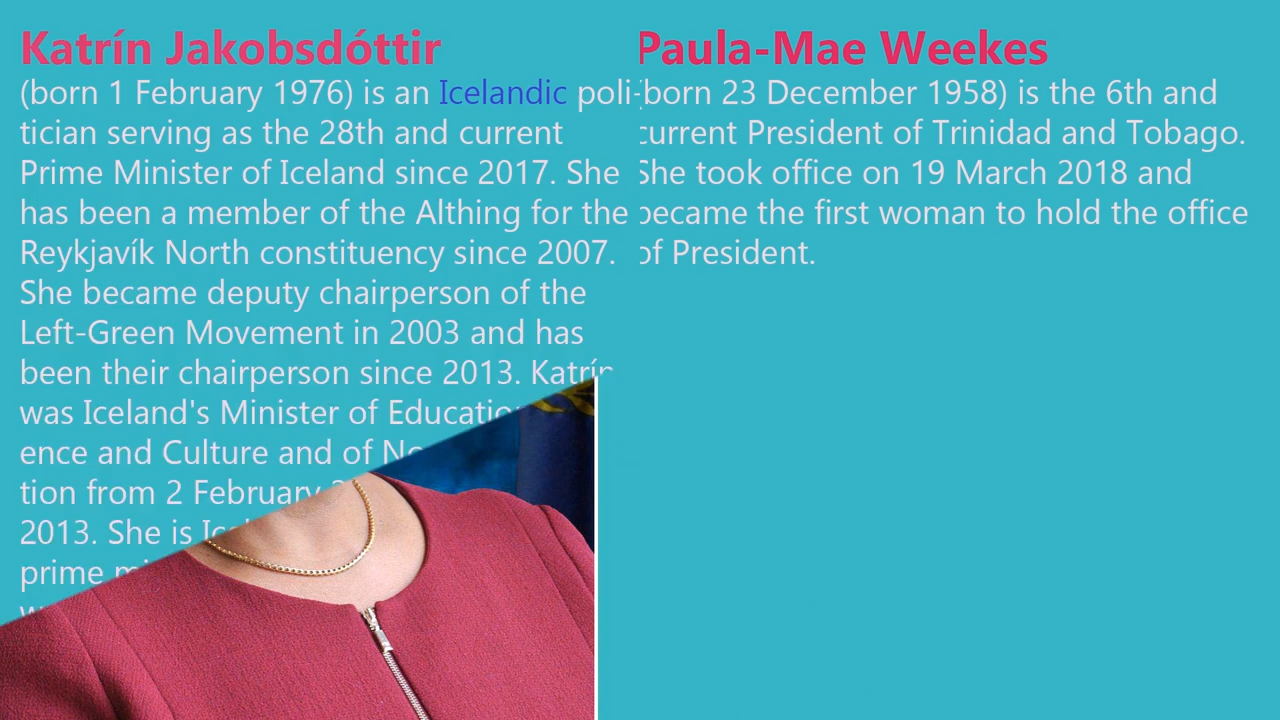 Katrín Jakobsdóttir
(born 1 February 1976) is an Icelandic poli-
tician serving as the 28th and current
Prime Minister of Iceland since 2017. She
has been a member of the Althing for the
Reykjavík North constituency since 2007.
She became deputy chairperson of the
Left-Green Movement in 2003 and has
been their chairperson since 2013. Katrín
was Iceland's Minister of
ence and Culture and of
tion from 2 February
2013. She is
prime
Paula-Mae Weekes
(born 23 December 1958) is the 6th and
current President of Trinidad and Tobago.
She took office on 19 March 2018 and
became the first woman to hold the office
of President.